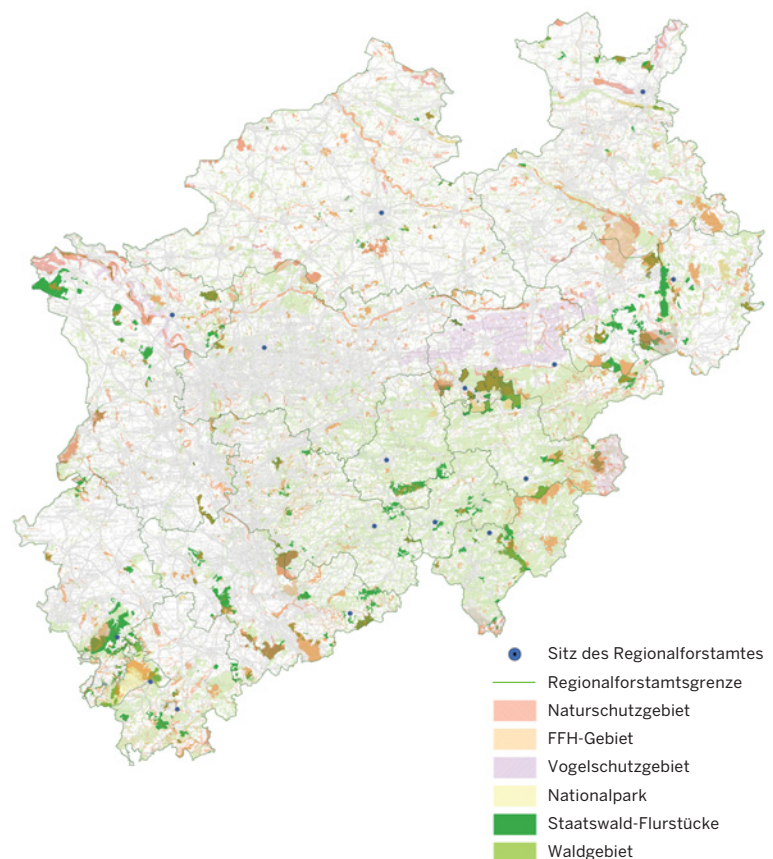 Sitz des Regionalforstamtes
Regionalforstamtsgrenze
Naturschutzgebiet
FFH-Gebiet
Vogelschutzgebiet
Nationalpark
Staatswald-Flurstücke
Waldgebiet